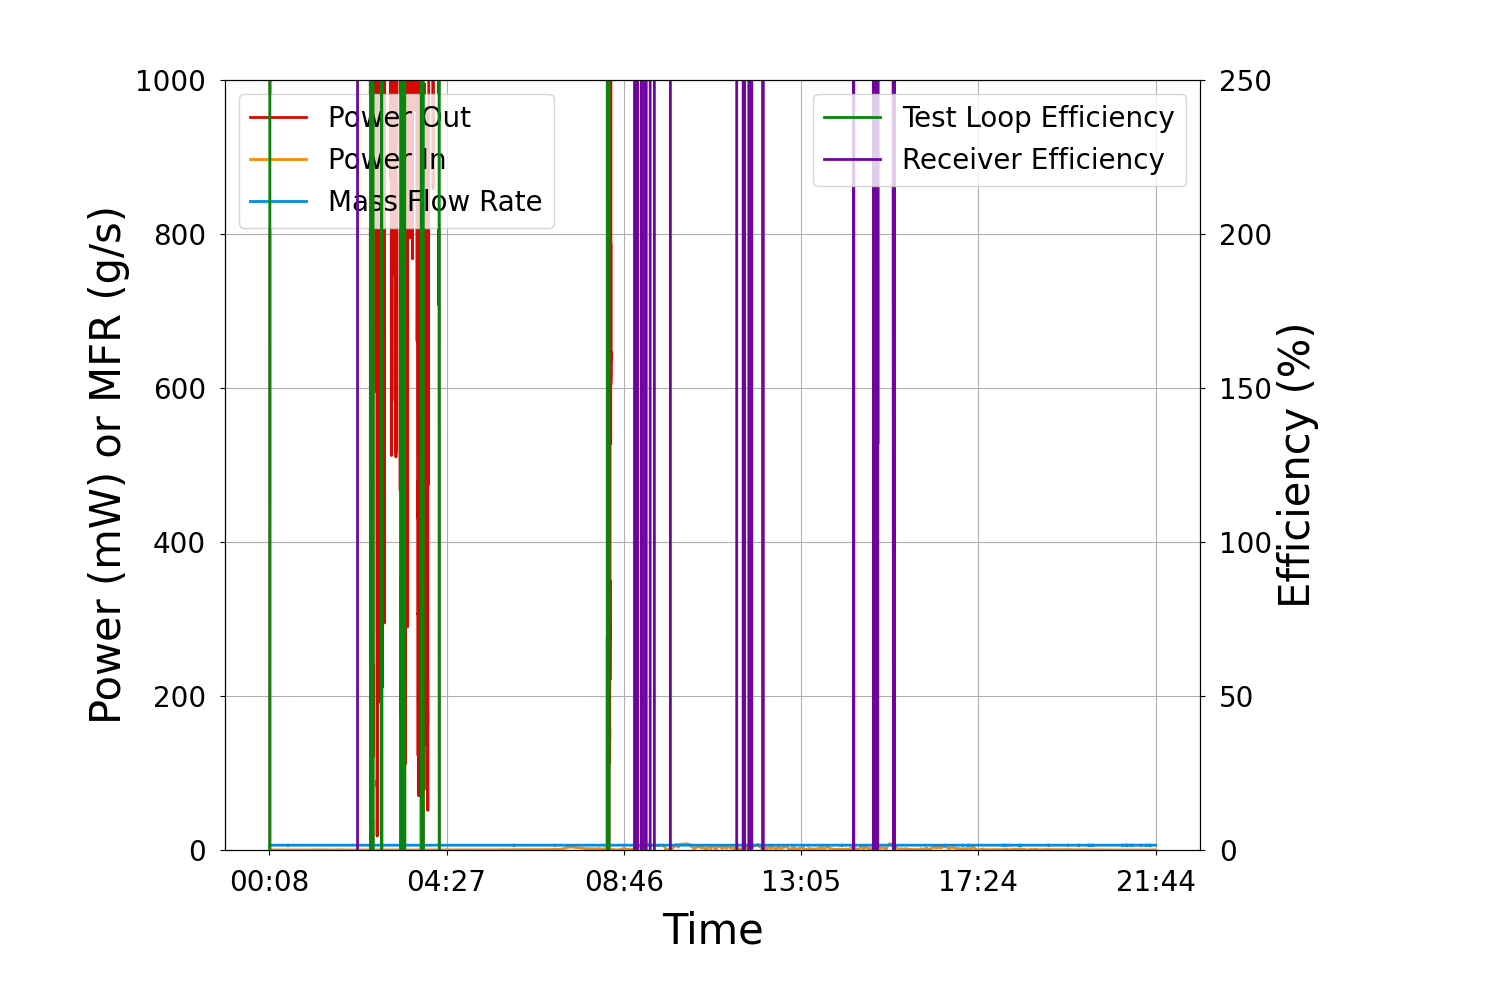 1000
800
600
400
200
0
Power (mW) or MFR (g/s)
Power Out
Power In
Mass Flow Rate
Test Loop Efficiency
Receiver Efficiency
250
200
150
100
50
0
Efficiency (%)
00:08 04:27 08:46 13:05 17:24 21:44
Time